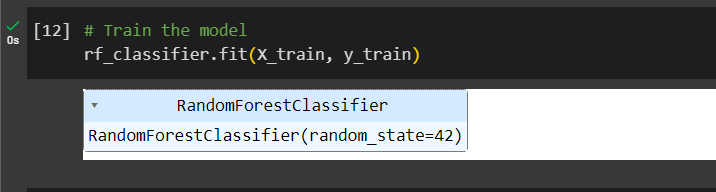 [12] # Train the model
rf_classifier.fit(X_train, y_train)
0s
RandomForestClassifier
RandomForestClassifier(random_state=42)